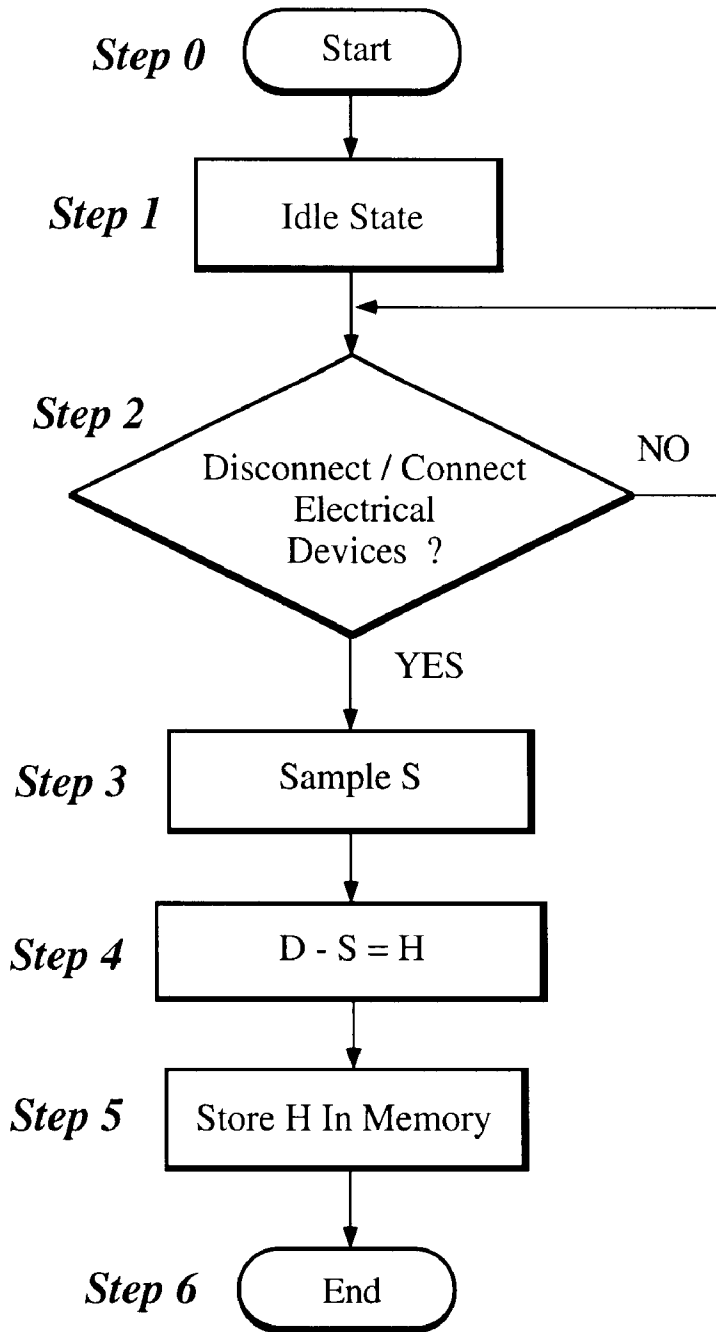 Step 0
Start
Step 1
Idle State
Step 2
Disconnect / Connect
Electrical
Devices ?
NO
YES
Step 3
Sample S
Step 4
D - S = H
Step 5
Store H In Memory
Step 6
End